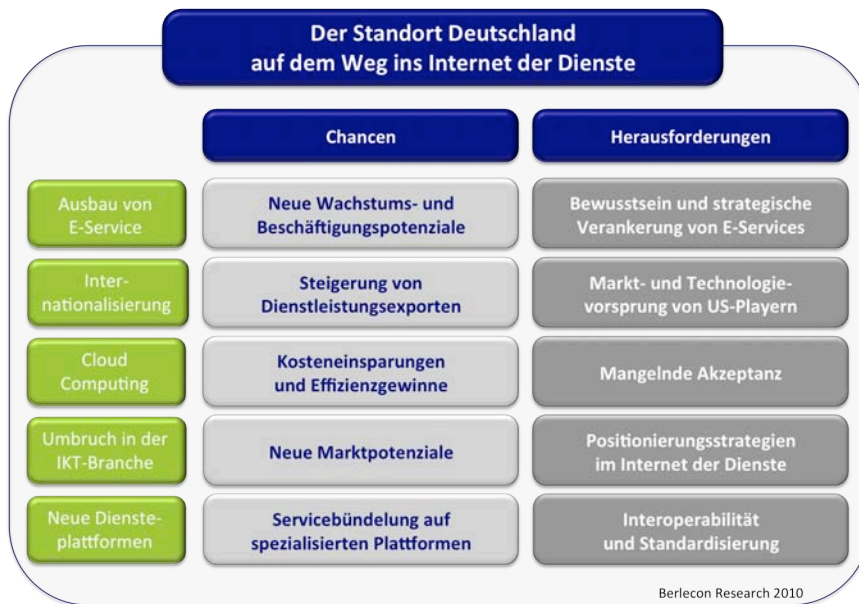 Der Standort Deutschland
auf dem Weg ins Internet der Dienste
Chancen
Herausforderungen
Ausbau von
E-Service
Neue Wachstums- und
Beschäftigungspotenziale
Bewusstsein und strategische
Verankerung von E-Services
Inter-
nationalisierung
Steigerung von
Dienstleistungsexporten
Markt- und Technologie-
vorsprung von US-Playern
Cloud
Computing
Kosteneinsparungen
und Effizienzgewinne
Mangelnde Akzeptanz
Umbruch in der
IKT-Branche
Neue Marktpotenziale
Positionierungsstrategien
im Internet der Dienste
Neue Dienste-
plattformen
Servicebündelung auf
spezialisierten Plattformen
Interoperabilität
und Standardisierung
Berlecon Research 2010